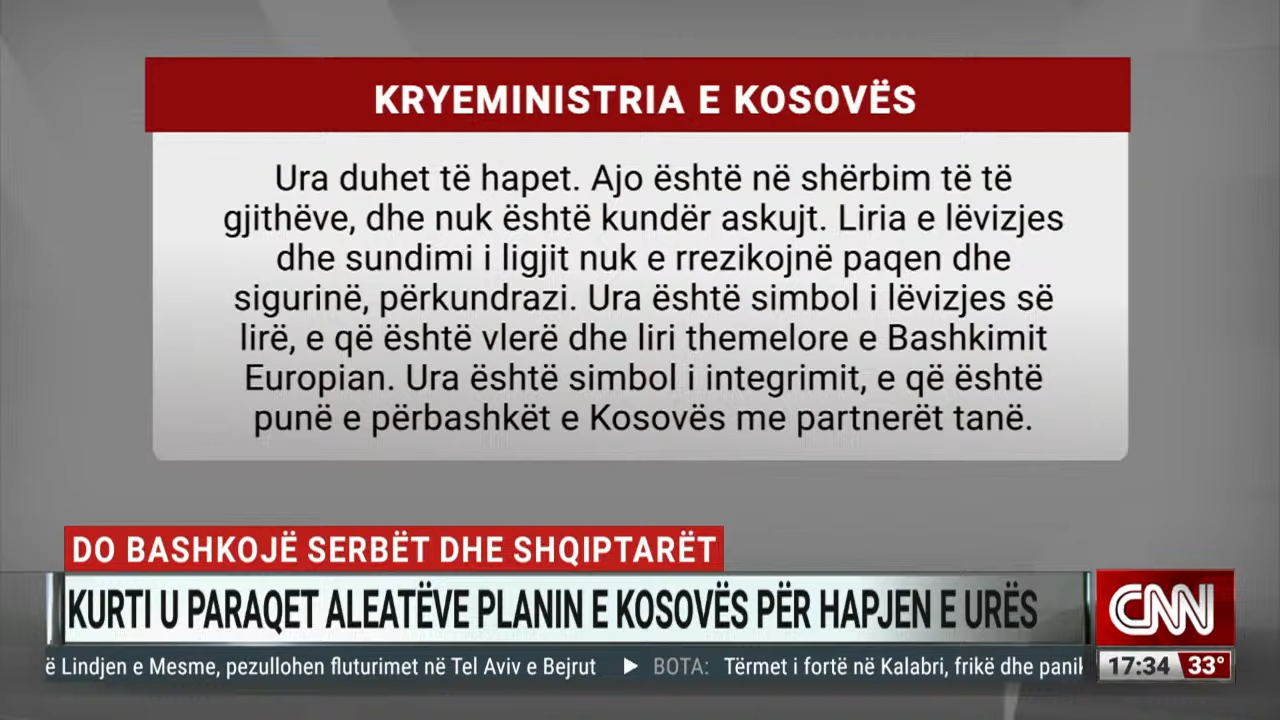 KRYEMINISTRIA E KOSOVËS
Ura duhet të hapet. Ajo është në shërbim të të
gjithëve, dhe nuk është kundër askujt. Liria e lëvizjes
dhe sundimi i ligjit nuk e rrezikojnë paqen dhe
sigurinë, përkundrazi. Ura është simbol i lëvizjes së
lirë, e që është vlerë dhe liri themelore e Bashkimit
Europian. Ura është simbol i integrimit, e që është
punë e përbashkët e Kosovës me partnerët tanë.
DO BASHKOJË SERBËT DHE SHQIPTARËT
KURTI U PARAQET ALEATËVE PLANIN E KOSOVËS PËR HAPJEN E URËS
CNN
ë Lindjen e Mesme, pezullohen fluturimet në Tel Aviv e Bejrut ▶ BOTA: Tërmet i fortë në Kalabri, frikë dhe panik
17:34 33°